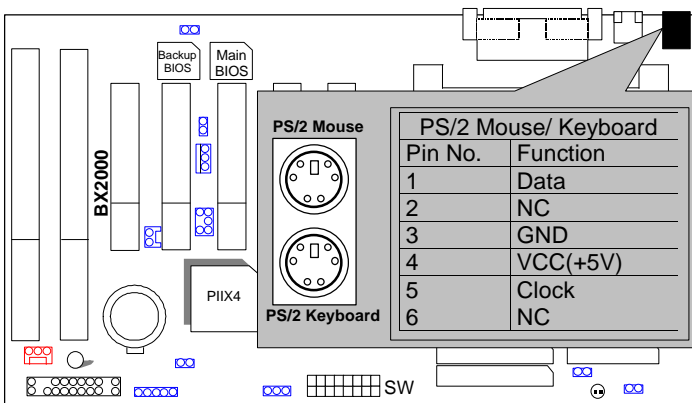 Backup
BIOS
Main
BIOS
BX2000
PS/2 Mouse
PS/2 Keyboard
PS/2 Mouse/ Keyboard
Pin No. Function
1 Data
2 NC
3 GND
4 VCC(+5V)
5 Clock
6 NC
PIIX4
SW